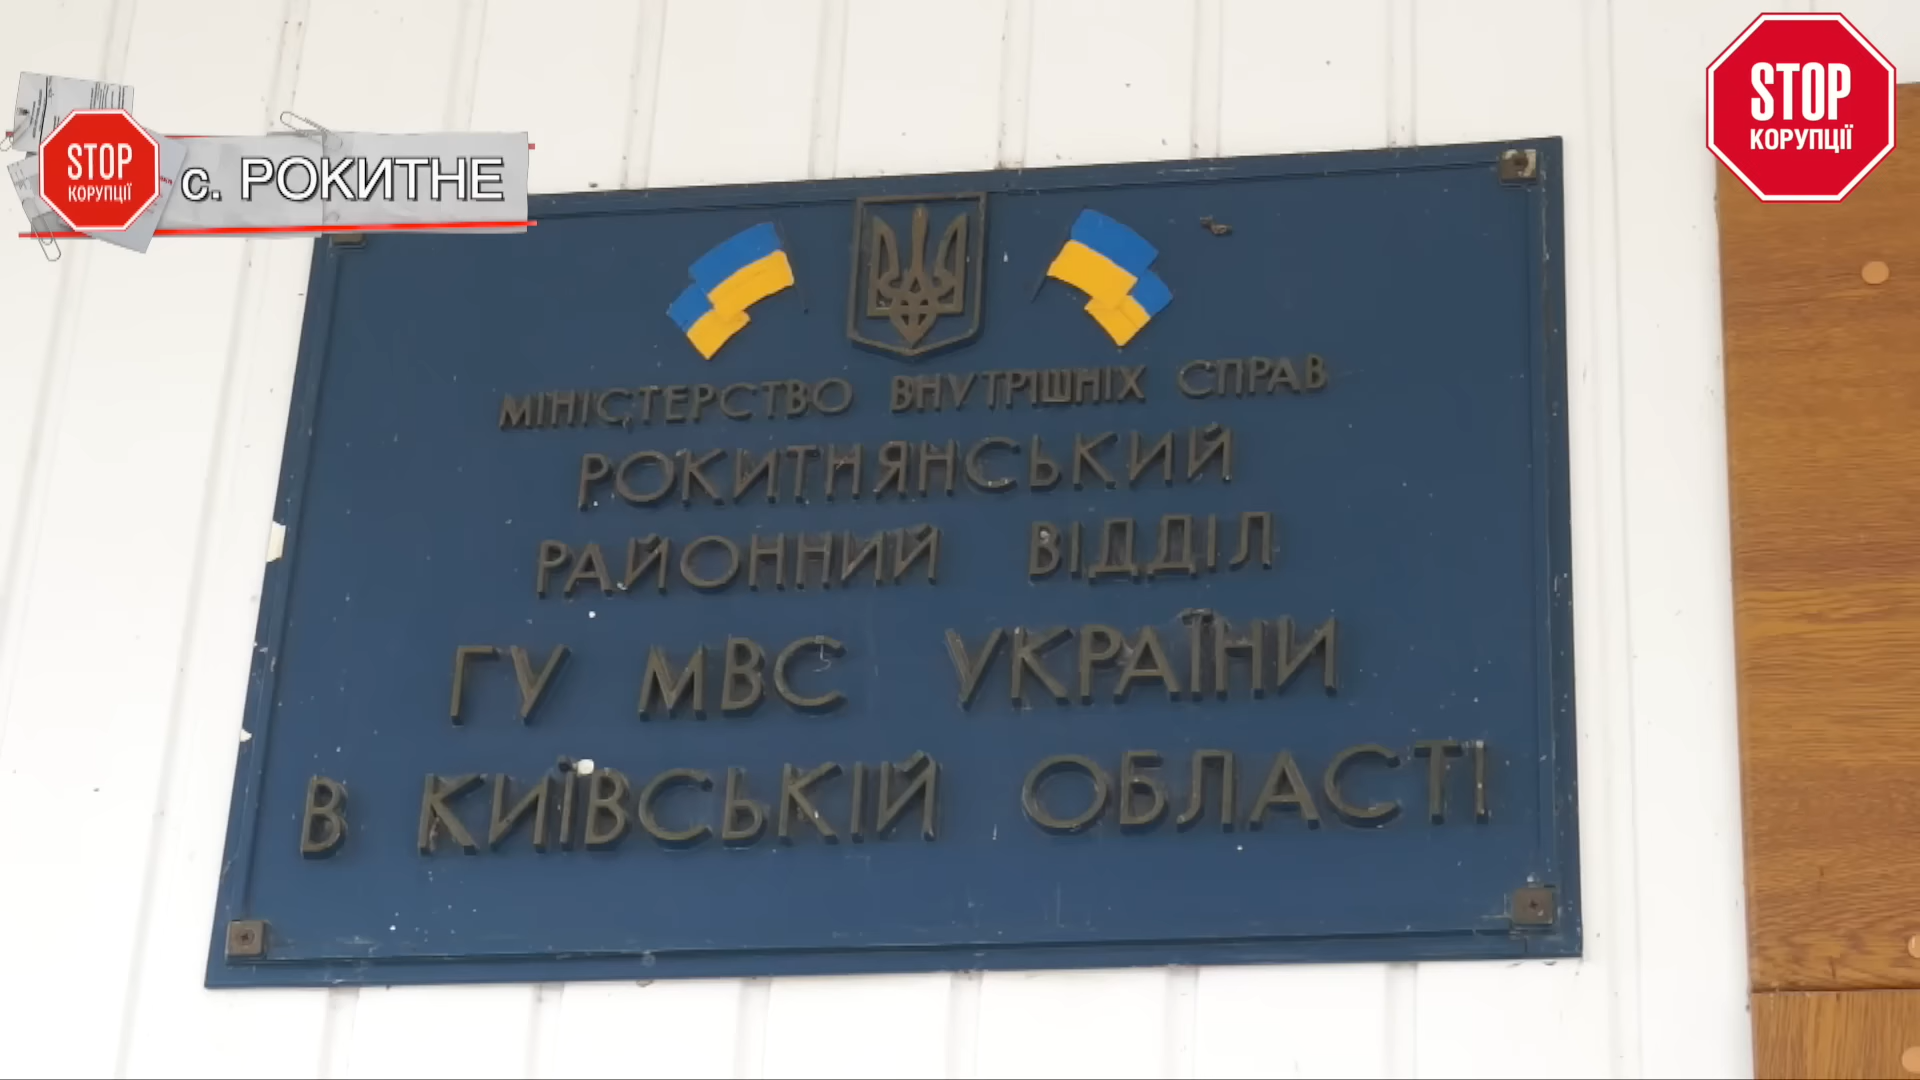 STOP
КОРУПЦІЇ
с. РОКИТНЕ
STOP
КОРУПЦІЇ
МІНІСТЕРСТВО ВНУТРІШНІХ СПРАВ
РОКИТНЯНСЬКИЙ
РАЙОННИЙ ВІДДІЛ
ГУ МВС УКРАЇНИ
В КИЇВСЬКІЙ ОБЛАСТІ